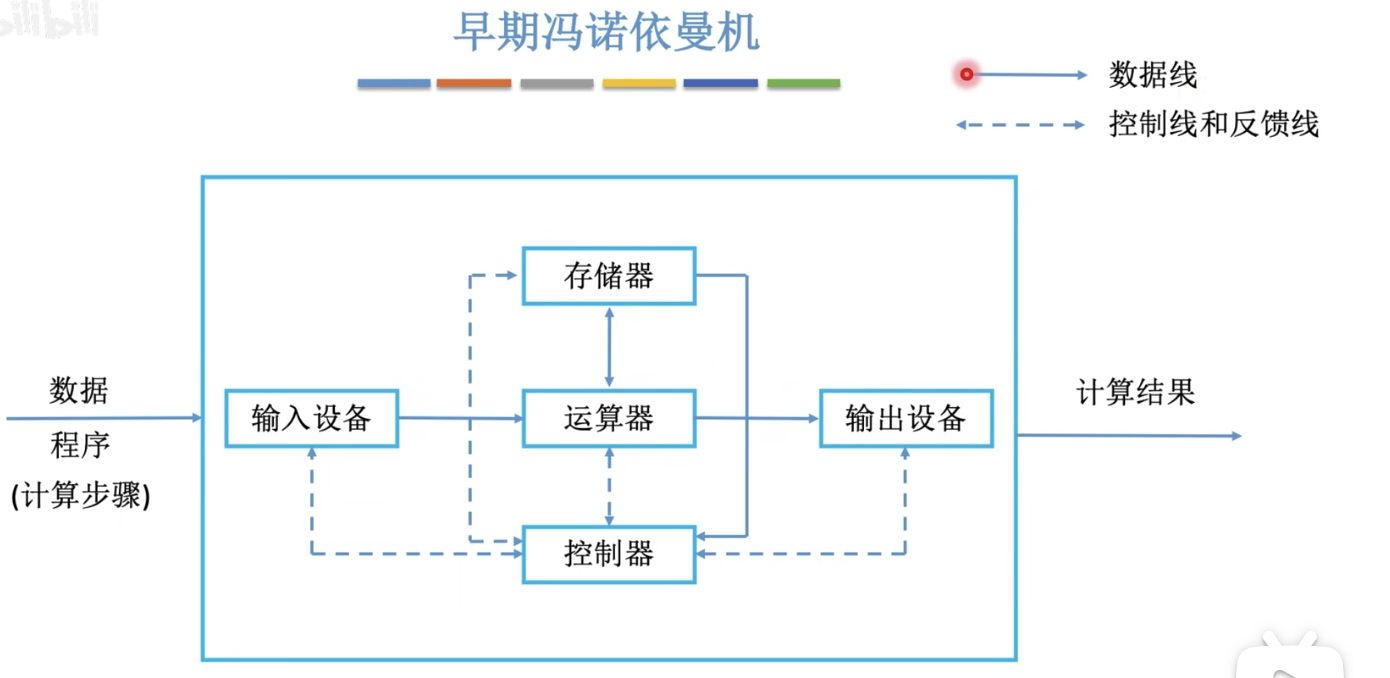 bilibili
早期冯诺依曼机
数据线
控制线和反馈线
存储器
数据
程序
(计算步骤)
输入设备
运算器
输出设备
计算结果
控制器